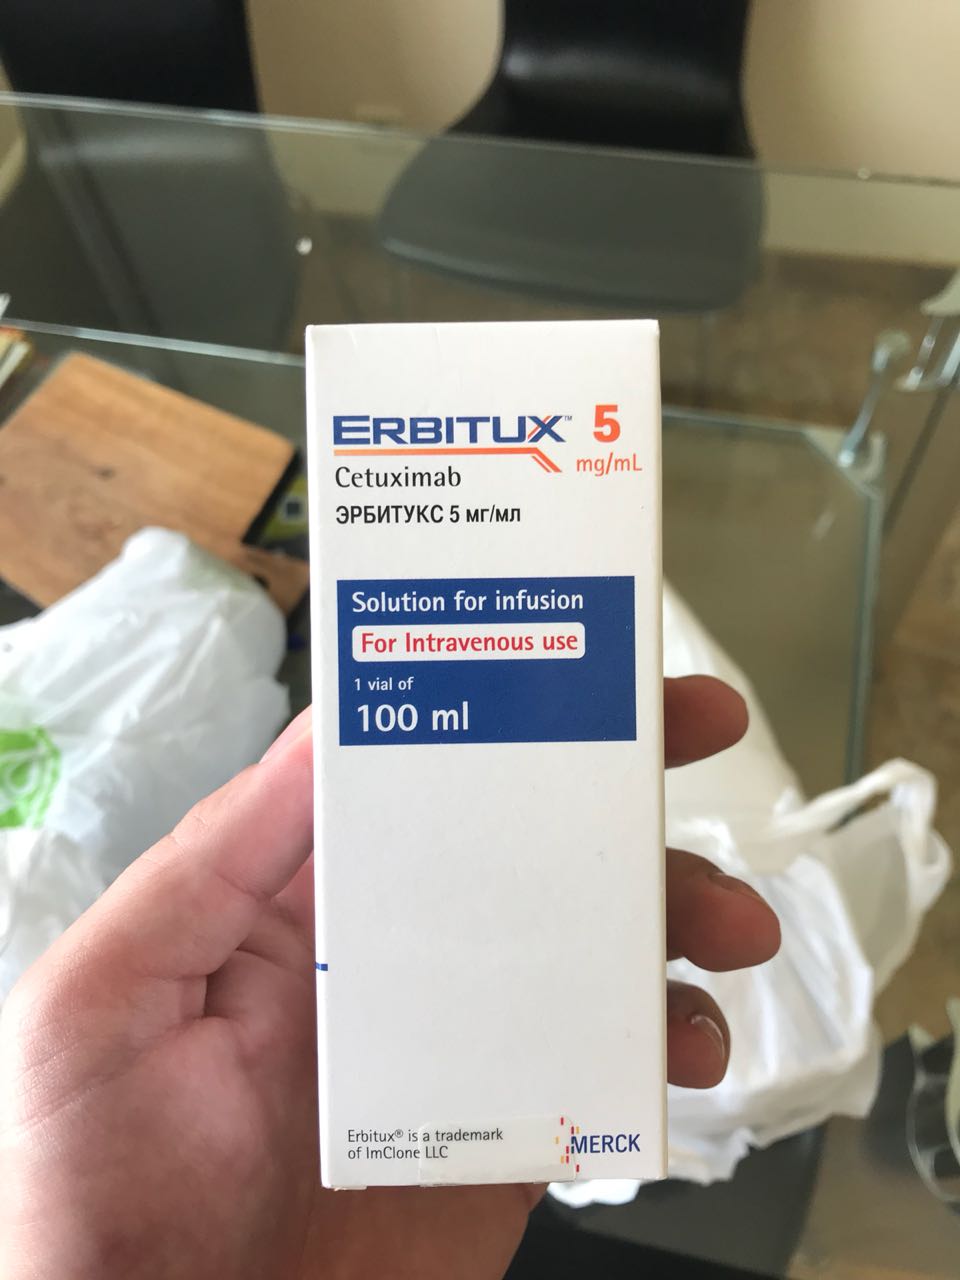 ERBITUX™ 5
mg/mL
Cetuximab
ЭРБИТУКС 5 мг/мл
Solution for infusion
For Intravenous use
1 vial of
100 ml
Erbitux® is a trademark
of ImClone LLC
MERCK